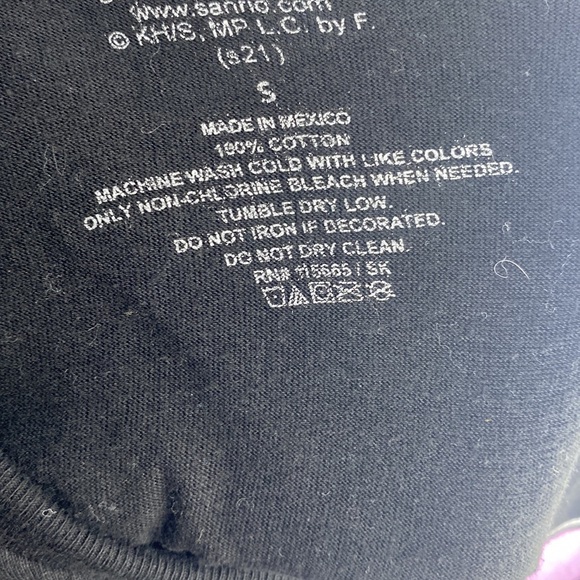 www.sanrio.com
© KH/S, MP L.C. by F.
(s21)
S
MADE IN MEXICO
100% COTTON
MACHINE WASH COLD WITH LIKE COLORS
ONLY NON-CHLORINE BLEACH WHEN NEEDED.
TUMBLE DRY LOW.
DO NOT IRON IF DECORATED.
DO NOT DRY CLEAN.
RN# 115665 / SK